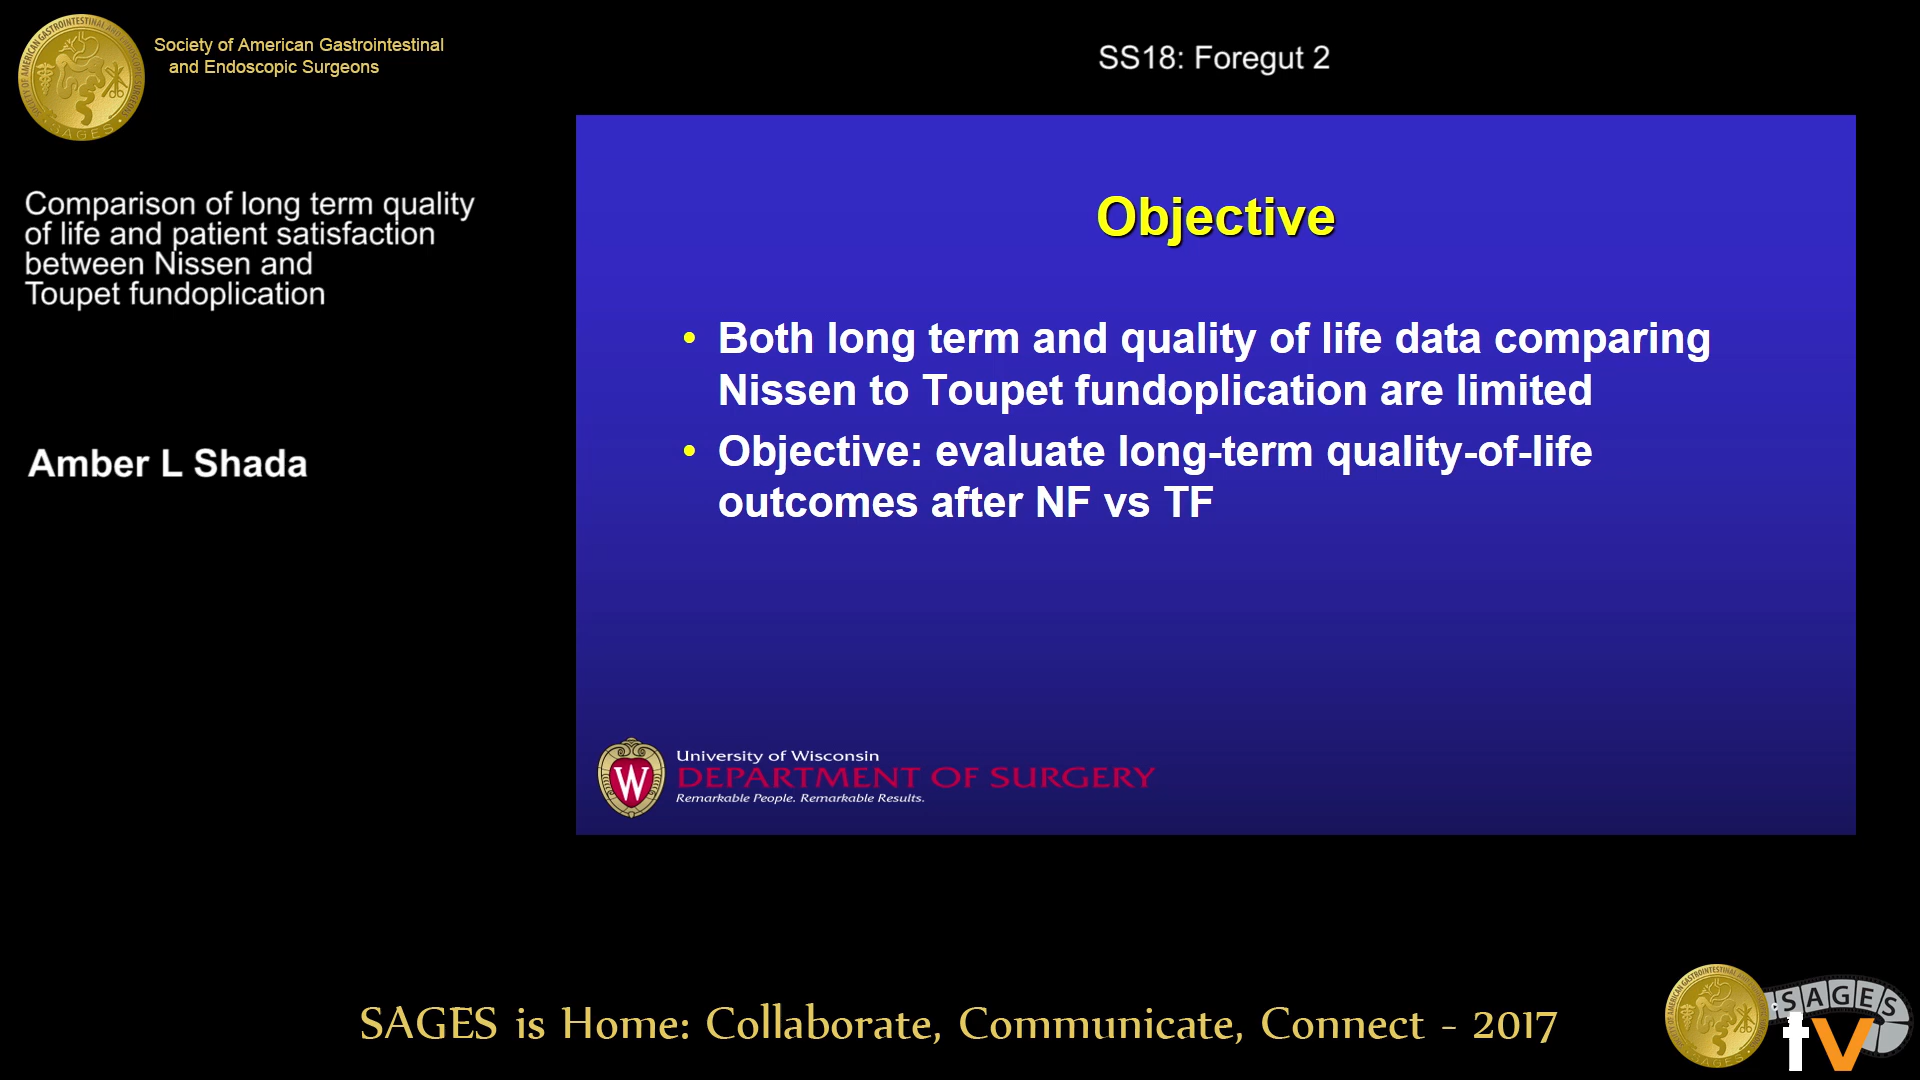 Society of American Gastrointestinal
and Endoscopic Surgeons
SS18: Foregut 2
Comparison of long term quality
of life and patient satisfaction
between Nissen and
Toupet fundoplication
Amber L Shada
Objective
• Both long term and quality of life data comparing
Nissen to Toupet fundoplication are limited
• Objective: evaluate long-term quality-of-life
outcomes after NF vs TF
W
University of Wisconsin
DEPARTMENT OF SURGERY
Remarkable People. Remarkable Results.
SAGES is Home: Collaborate, Communicate, Connect - 2017
SAGES
tv